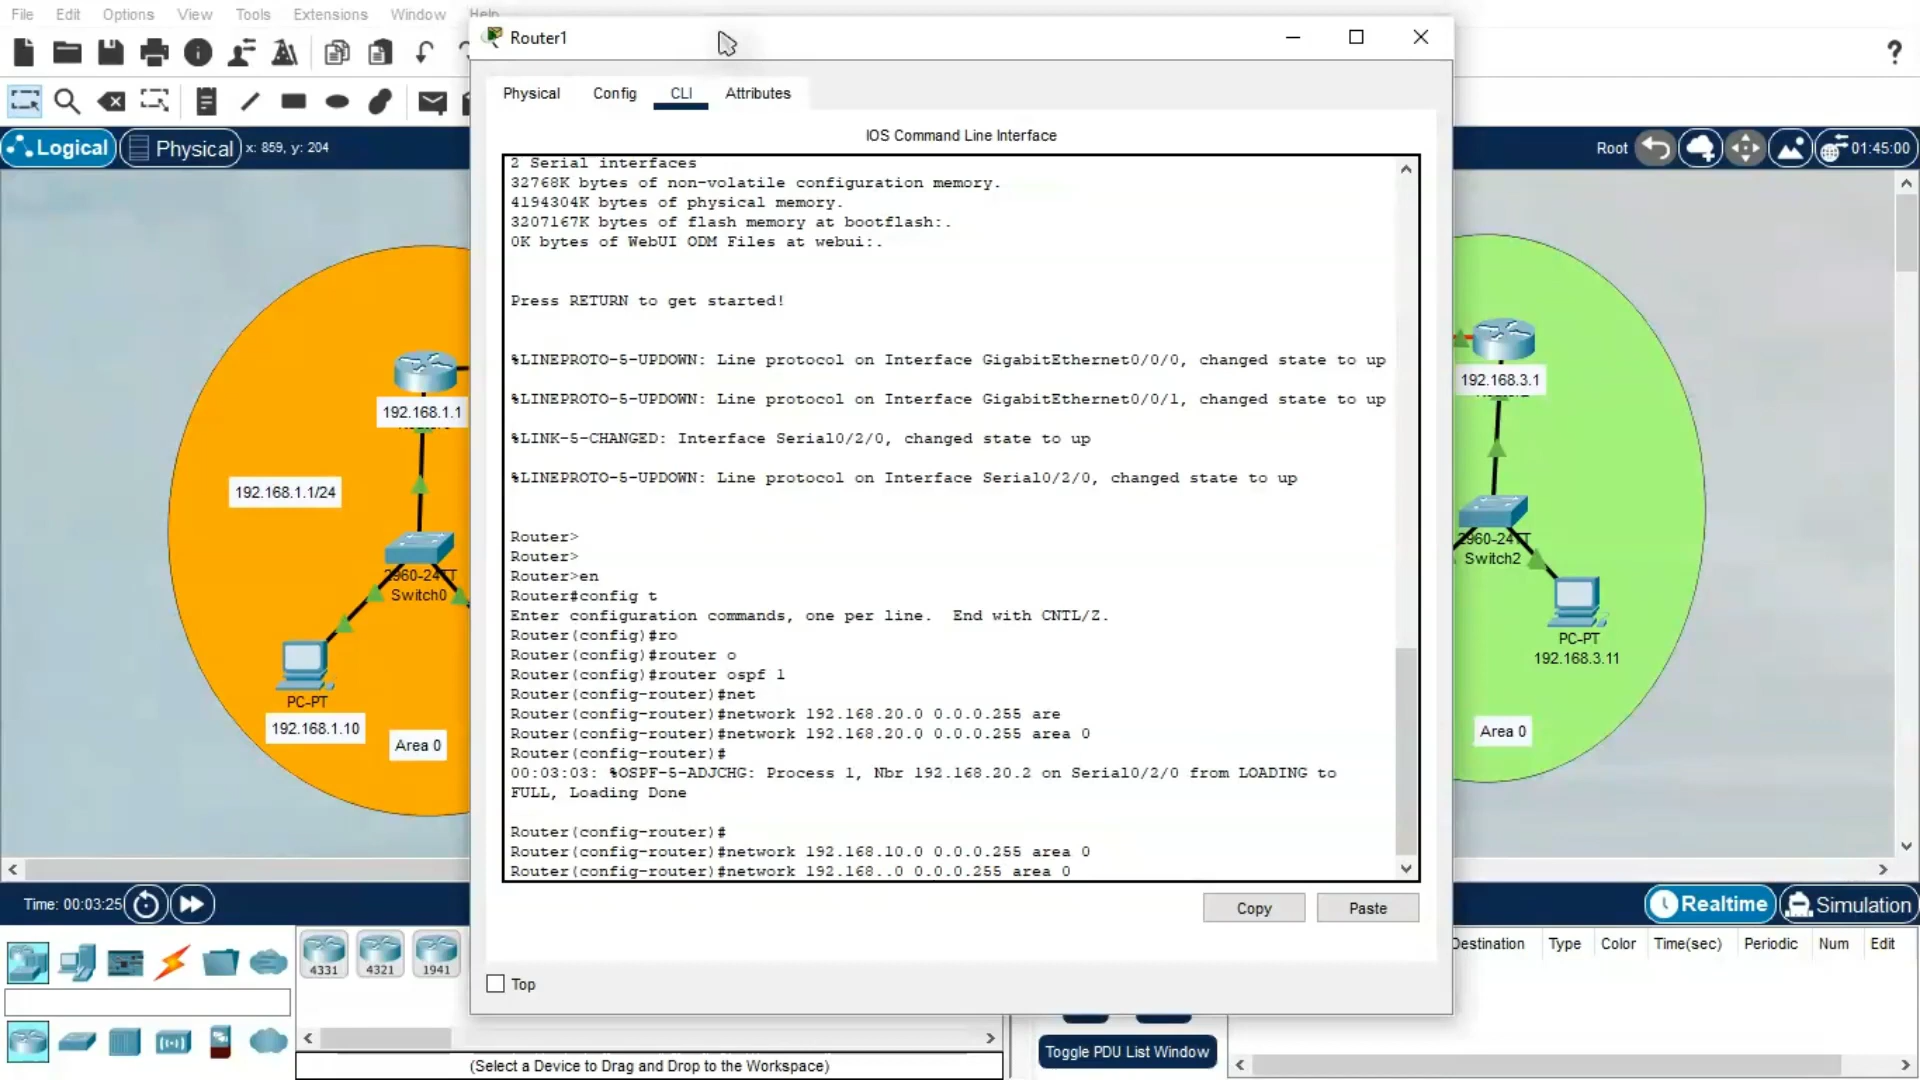 File Edit Options View Tools Extensions Window Help
Router1
?
Physical Config CLI Attributes
Logical Physical x: 859, y: 204
Root 01:45:00
IOS Command Line Interface
2 Serial interfaces
32768K bytes of non-volatile configuration memory.
4194304K bytes of physical memory.
3207167K bytes of flash memory at bootflash:.
0K bytes of WebUI ODM Files at webui:.
Press RETURN to get started!
%LINEPROTO-5-UPDOWN: Line protocol on Interface GigabitEthernet0/0/0, changed state to up
%LINEPROTO-5-UPDOWN: Line protocol on Interface GigabitEthernet0/0/1, changed state to up
%LINK-5-CHANGED: Interface Serial0/2/0, changed state to up
%LINEPROTO-5-UPDOWN: Line protocol on Interface Serial0/2/0, changed state to up
Router>
Router>
Router>en
Router#config t
Enter configuration commands, one per line. End with CNTL/Z.
Router(config)#ro
Router(config)#router o
Router(config)#router ospf 1
Router(config-router)#net
Router(config-router)#network 192.168.20.0 0.0.0.255 are
Router(config-router)#network 192.168.20.0 0.0.0.255 area 0
Router(config-router)#
00:03:03: %OSPF-5-ADJCHG: Process 1, Nbr 192.168.20.2 on Serial0/2/0 from LOADING to
FULL, Loading Done
Router(config-router)#
Router(config-router)#network 192.168.10.0 0.0.0.255 area 0
Router(config-router)#network 192.168..0 0.0.0.255 area 0
Copy Paste
Top
192.168.1.1
192.168.1.1/24
2960-24TT
Switch0
PC-PT
192.168.1.10
Area 0
192.168.3.1
2960-24TT
Switch2
PC-PT
192.168.3.11
Area 0
Time: 00:03:25
Realtime Simulation
4331 4321 1941
Destination Type Color Time(sec) Periodic Num Edit
Toggle PDU List Window
(Select a Device to Drag and Drop to the Workspace)